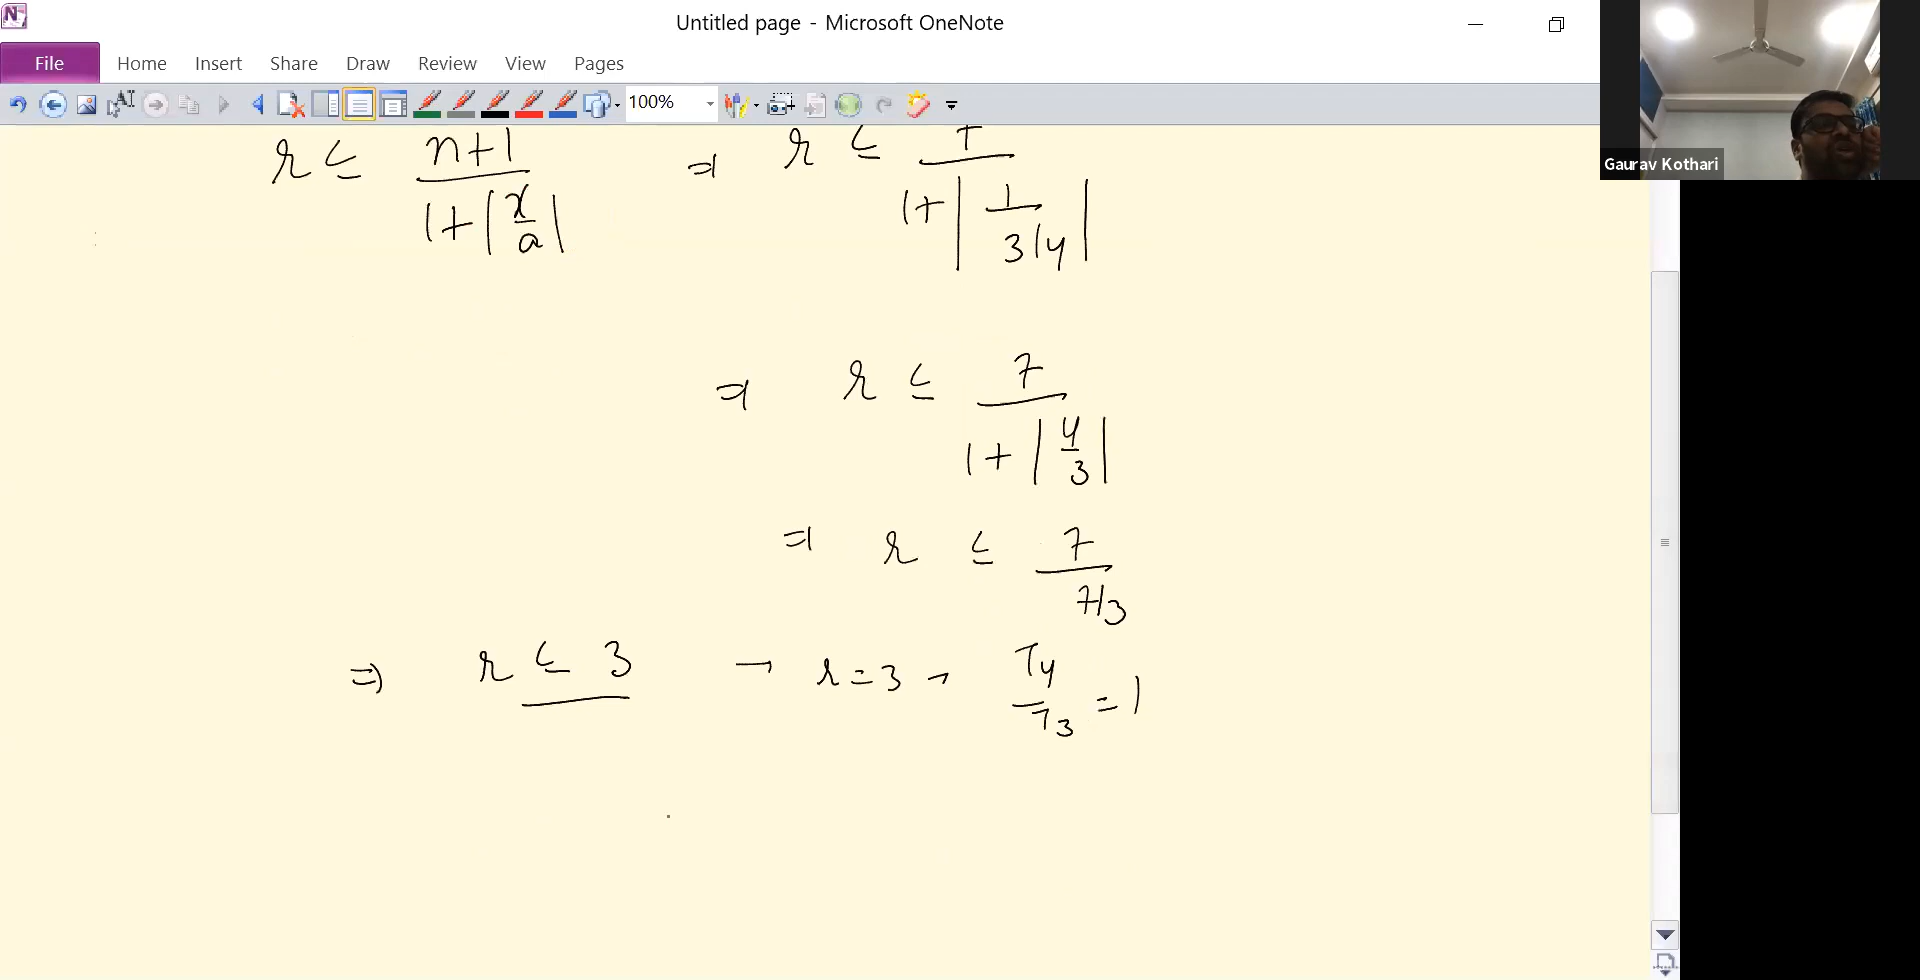 Untitled page - Microsoft OneNote
File Home Insert Share Draw Review View Pages
100%
Gaurav Kothari
r ≤ (n+1)/(1+|x/a|) ⇒ r ≤ 7/(1+|1/(3/4)|)
⇒ r ≤ 7/(1+|4/3|)
⇒ r ≤ 7/(7/3)
⇒ r ≤ 3 → r=3 → T4/T3 = 1